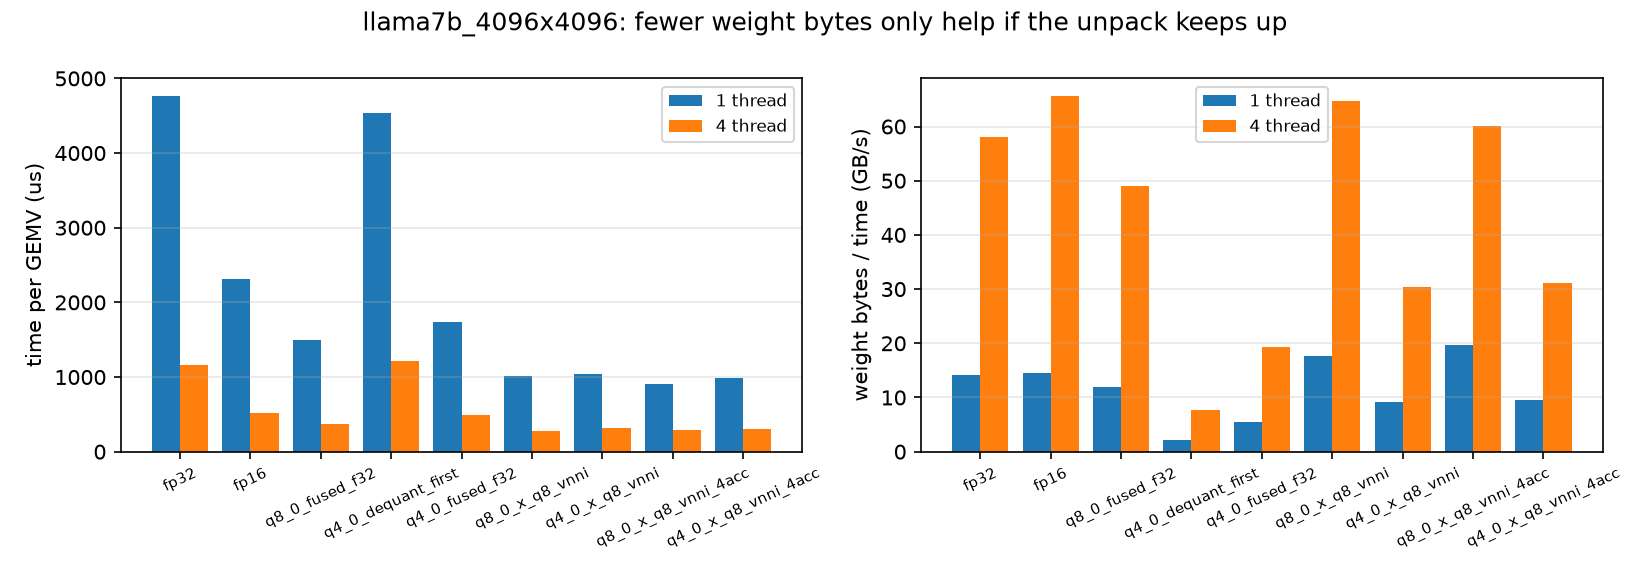 llama7b_4096x4096: fewer weight bytes only help if the unpack keeps up
time per GEMV (us)
5000
4000
3000
2000
1000
0
1 thread
4 thread
fp32
fp16
q8_0_fused_f32
q4_0_dequant_first
q4_0_fused_f32
q8_0_x_q8_vnni
q4_0_x_q8_vnni
q8_0_x_q8_vnni_4acc
q4_0_x_q8_vnni_4acc
weight bytes / time (GB/s)
60
50
40
30
20
10
0
1 thread
4 thread
fp32
fp16
q8_0_fused_f32
q4_0_dequant_first
q4_0_fused_f32
q8_0_x_q8_vnni
q4_0_x_q8_vnni
q8_0_x_q8_vnni_4acc
q4_0_x_q8_vnni_4acc